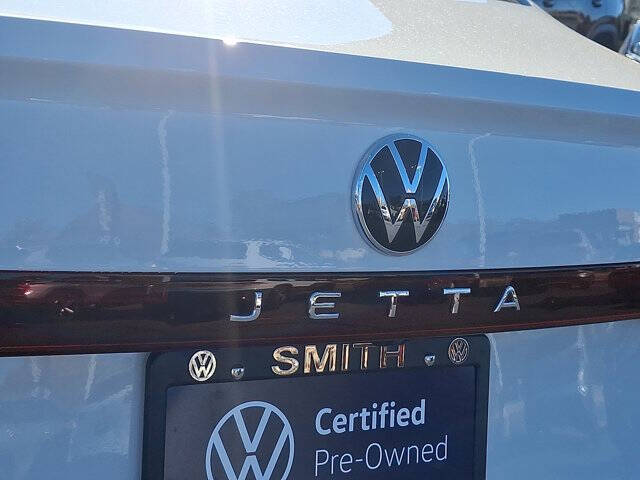 JETTA
SMITH
Certified
Pre-Owned